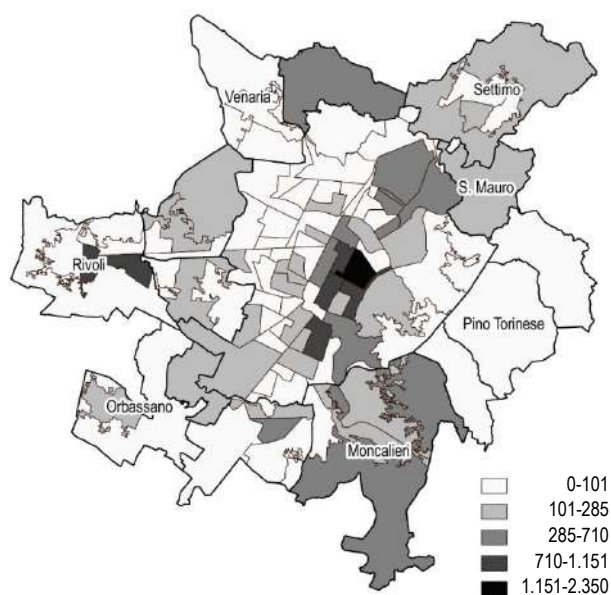 Venaria
Settimo
S. Mauro
Rivoli
Pino Torinese
Orbassano
Moncalieri
0-101
101-285
285-710
710-1.151
1.151-2.350